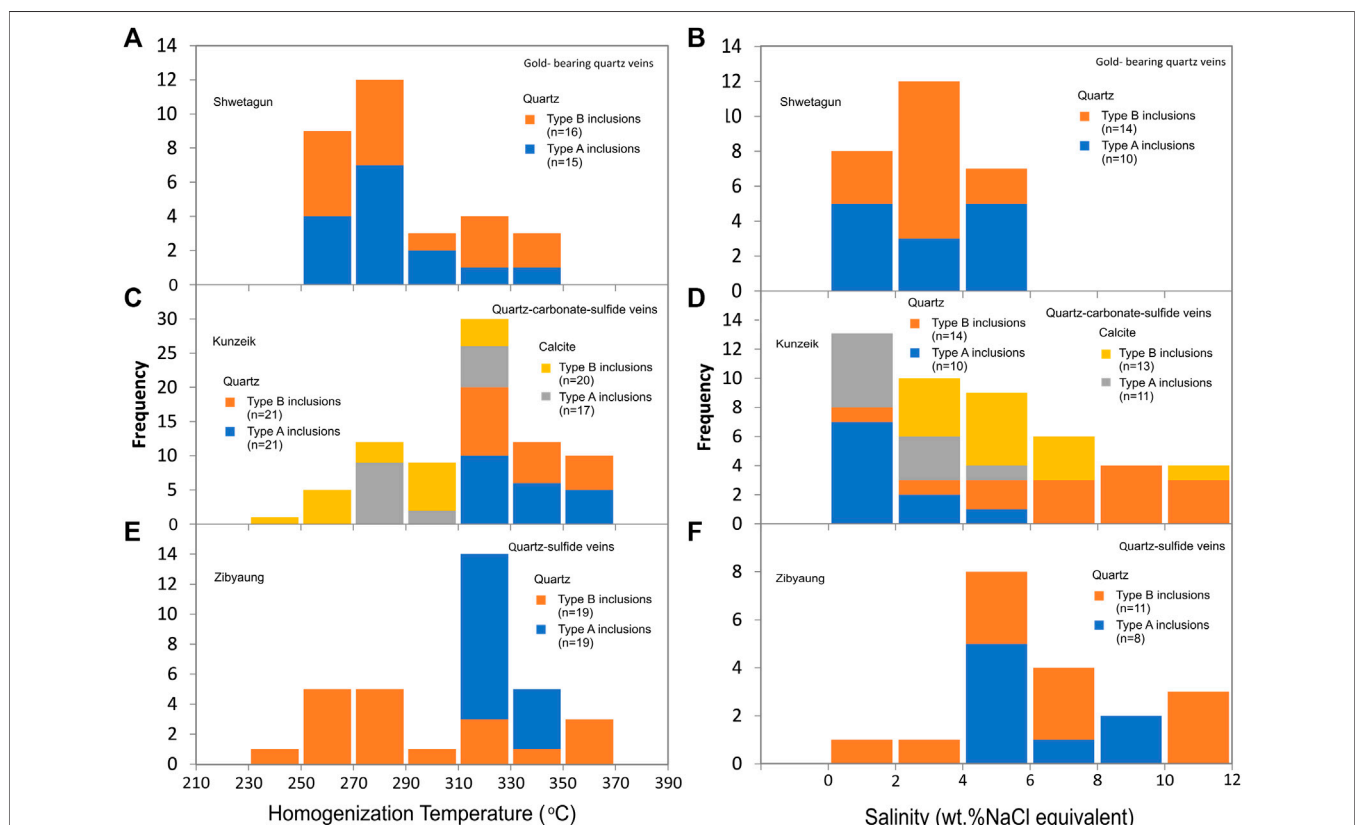 A
14
12
10
8
6
4
2
0
Gold- bearing quartz veins
Shwetagun
Quartz
Type B inclusions
(n=16)
Type A inclusions
(n=15)
B
14
12
10
8
6
4
2
0
Gold- bearing quartz veins
Shwetagun
Quartz
Type B inclusions
(n=14)
Type A inclusions
(n=10)
C
30
25
20
15
10
5
0
Frequency
Quartz-carbonate-sulfide veins
Kunzeik
Quartz
Type B inclusions
(n=21)
Type A inclusions
(n=21)
Calcite
Type B inclusions
(n=20)
Type A inclusions
(n=17)
D
14
12
10
8
6
4
2
0
Frequency
Kunzeik
Quartz
Type B inclusions
(n=14)
Type A inclusions
(n=10)
Quartz-carbonate-sulfide veins
Calcite
Type B inclusions
(n=13)
Type A inclusions
(n=11)
E
14
12
10
8
6
4
2
0
Quartz-sulfide veins
Zibyaung
Quartz
Type B inclusions
(n=19)
Type A inclusions
(n=19)
210 230 250 270 290 310 330 350 370 390
Homogenization Temperature (°C)
F
8
6
4
2
0
Quartz-sulfide veins
Zibyaung
Quartz
Type B inclusions
(n=11)
Type A inclusions
(n=8)
0 2 4 6 8 10 12
Salinity (wt.%NaCl equivalent)